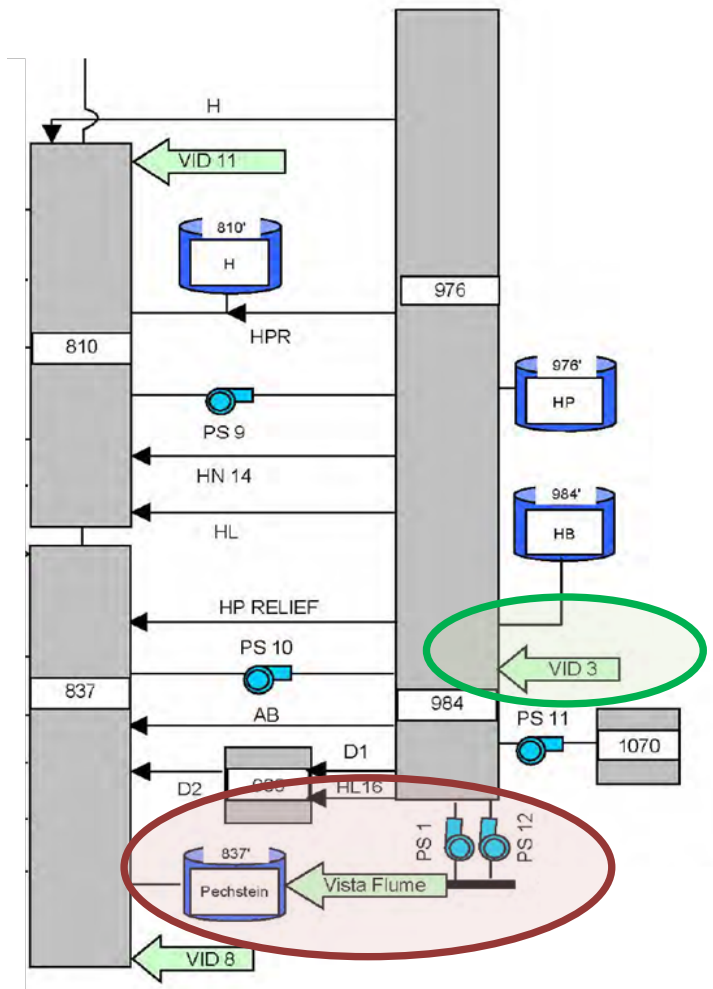 H
VID 11
810'
H
976
HPR
810
976'
HP
PS 9
HN 14
984'
HB
HL
HP RELIEF
PS 10
VID 3
837
984
AB
PS 11
1070
D1
D2
HL16
PS 1
PS 12
837'
Pechstein
Vista Flume
VID 8